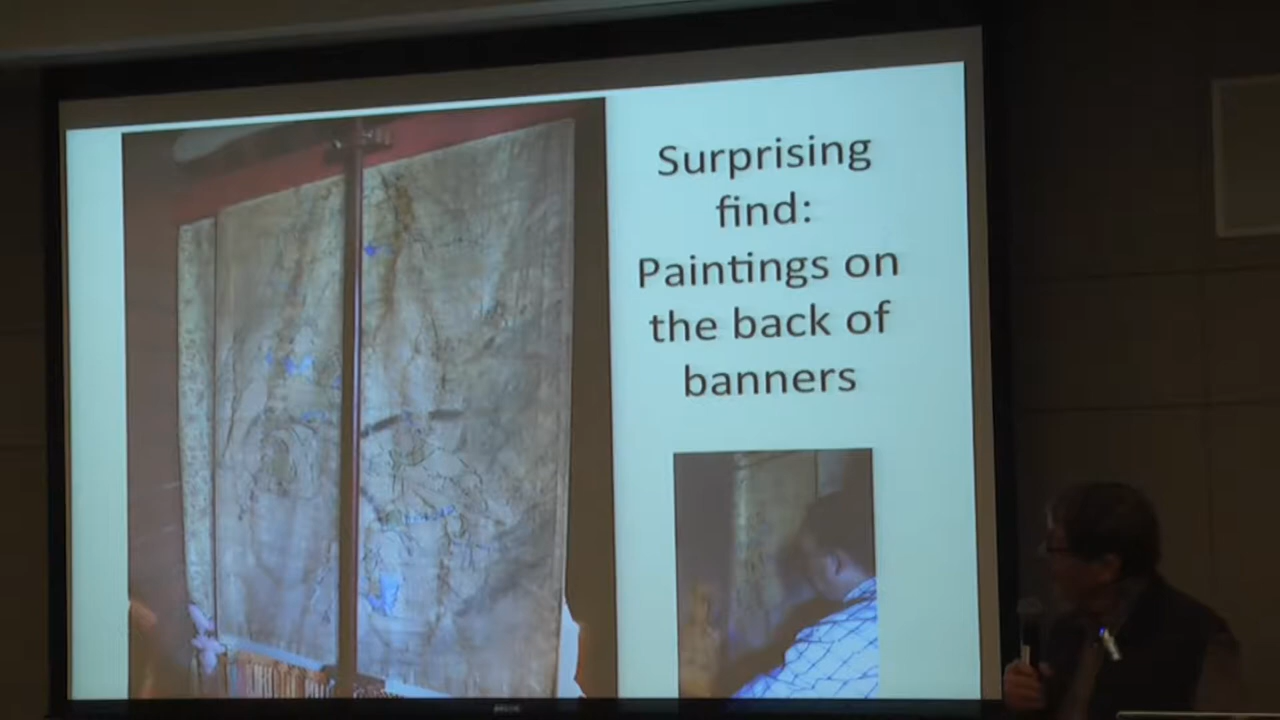 Surprising
find:
Paintings on
the back of
banners